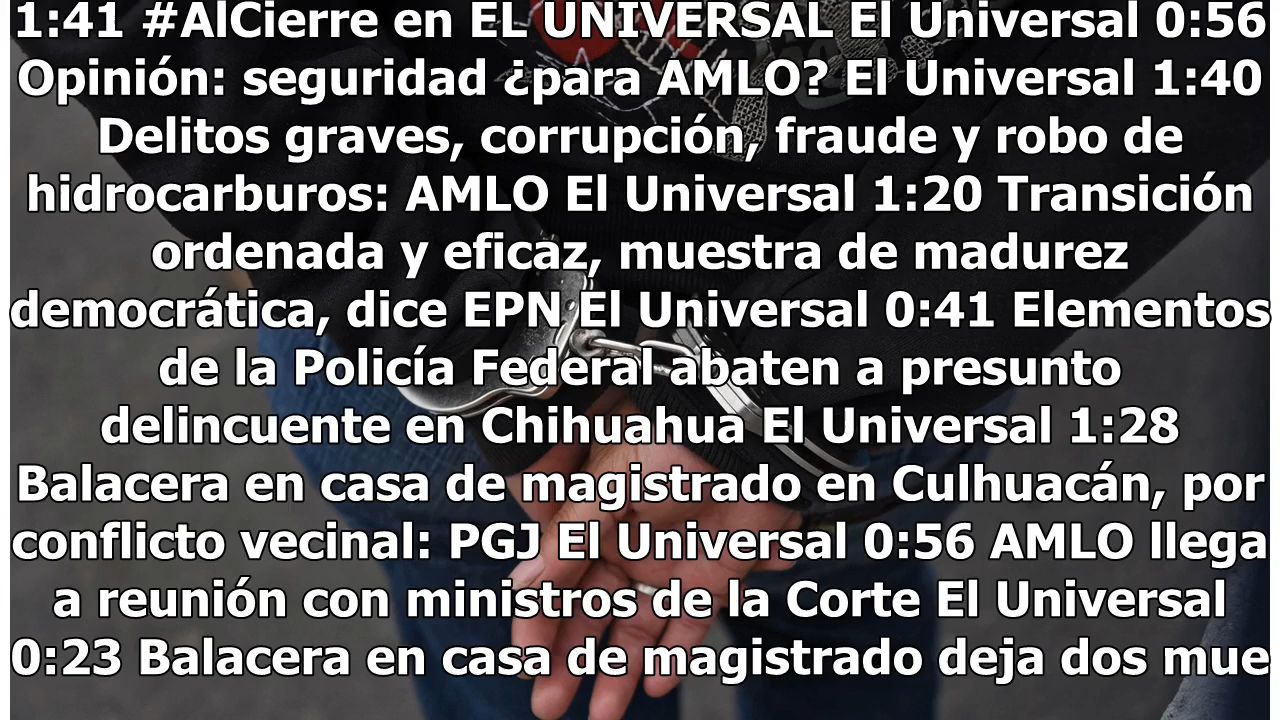 1:41 #AlCierre en EL UNIVERSAL El Universal 0:56
Opinión: seguridad ¿para AMLO? El Universal 1:40
Delitos graves, corrupción, fraude y robo de
hidrocarburos: AMLO El Universal 1:20 Transición
ordenada y eficaz, muestra de madurez
democrática, dice EPN El Universal 0:41 Elementos
de la Policía Federal abaten a presunto
delincuente en Chihuahua El Universal 1:28
Balacera en casa de magistrado en Culhuacán, por
conflicto vecinal: PGJ El Universal 0:56 AMLO llega
a reunión con ministros de la Corte El Universal
0:23 Balacera en casa de magistrado deja dos mue